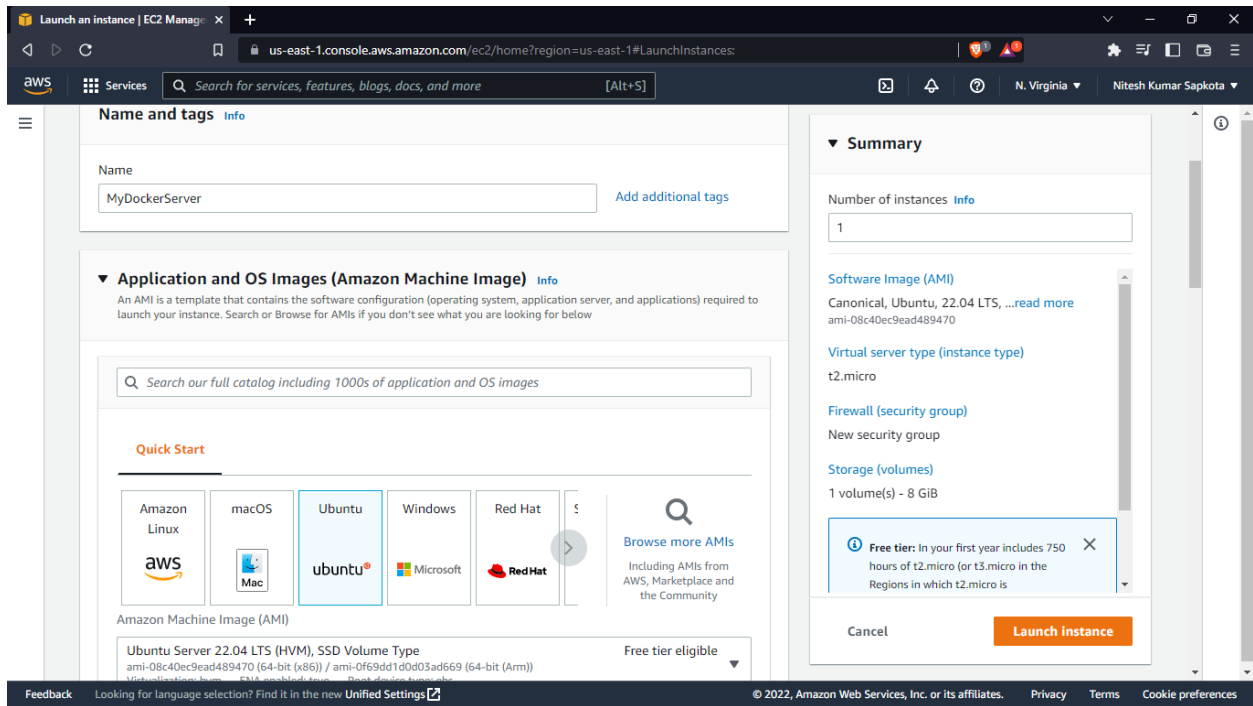 Launch an instance | EC2 Manage
us-east-1.console.aws.amazon.com/ec2/home?region=us-east-1#LaunchInstances:
1
aws
Services
Search for services, features, blogs, docs, and more
[Alt+S]
N. Virginia
Nitesh Kumar Sapkota
Name and tags Info
Name
MyDockerServer
Add additional tags
Application and OS Images (Amazon Machine Image) Info
An AMI is a template that contains the software configuration (operating system, application server, and applications) required to
launch your instance. Search or Browse for AMIs if you don't see what you are looking for below
Search our full catalog including 1000s of application and OS images
Quick Start
Amazon
Linux
aws
macOS
Mac
Ubuntu
ubuntu
Windows
Microsoft
Red Hat
Red Hat
S
Browse more AMIs
Including AMIs from
AWS, Marketplace and
the Community
Amazon Machine Image (AMI)
Ubuntu Server 22.04 LTS (HVM), SSD Volume Type
Free tier eligible
ami-08c40ec9ead489470 (64-bit (x86)) / ami-0f69dd1d0d03ad669 (64-bit (Arm))
Virtualization: hvm ENA enabled: true Root device type: ebs
Summary
Number of instances Info
1
Software Image (AMI)
Canonical, Ubuntu, 22.04 LTS, ...read more
ami-08c40ec9ead489470
Virtual server type (instance type)
t2.micro
Firewall (security group)
New security group
Storage (volumes)
1 volume(s) - 8 GiB
Free tier: In your first year includes 750
hours of t2.micro (or t3.micro in the
Regions in which t2.micro is
Cancel
Launch instance
Feedback
Looking for language selection? Find it in the new Unified Settings
© 2022, Amazon Web Services, Inc. or its affiliates.
Privacy
Terms
Cookie preferences